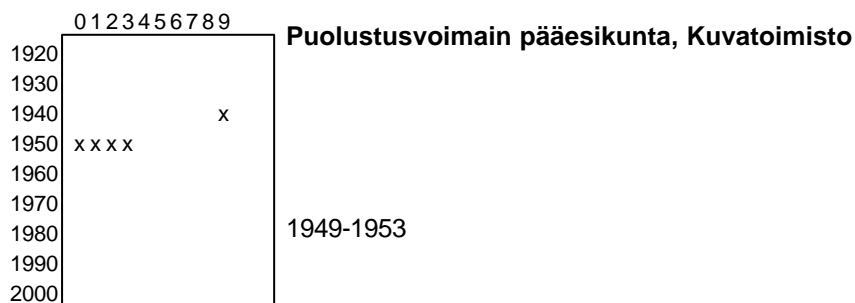 0123456789
Puolustusvoimain pääesikunta, Kuvatoimisto
1920
1930
1940 x
1950 x x x x
1960
1970
1980 1949-1953
1990
2000